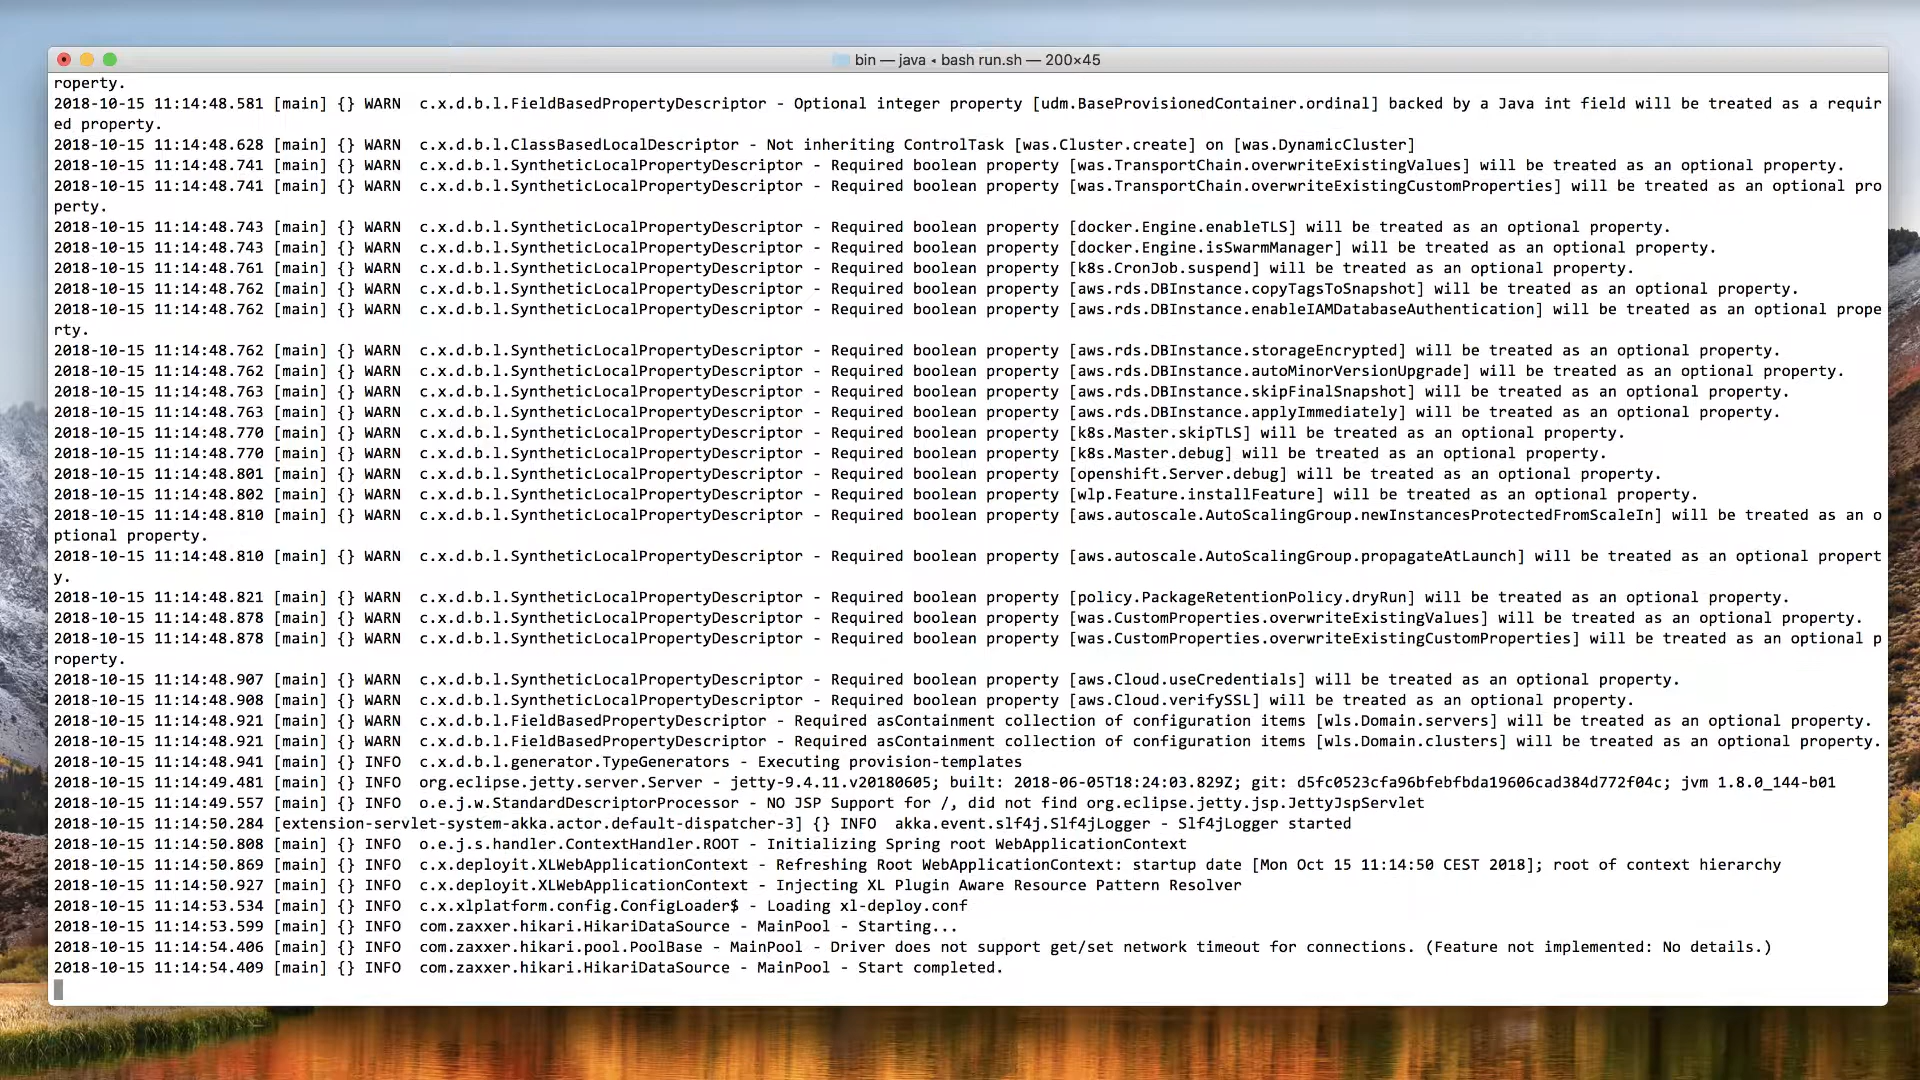 bin — java ◂ bash run.sh — 200×45
roperty.
2018-10-15 11:14:48.581 [main] {} WARN  c.x.d.b.l.FieldBasedPropertyDescriptor - Optional integer property [udm.BaseProvisionedContainer.ordinal] backed by a Java int field will be treated as a requir
ed property.
2018-10-15 11:14:48.628 [main] {} WARN  c.x.d.b.l.ClassBasedLocalDescriptor - Not inheriting ControlTask [was.Cluster.create] on [was.DynamicCluster]
2018-10-15 11:14:48.741 [main] {} WARN  c.x.d.b.l.SyntheticLocalPropertyDescriptor - Required boolean property [was.TransportChain.overwriteExistingValues] will be treated as an optional property.
2018-10-15 11:14:48.741 [main] {} WARN  c.x.d.b.l.SyntheticLocalPropertyDescriptor - Required boolean property [was.TransportChain.overwriteExistingCustomProperties] will be treated as an optional pro
perty.
2018-10-15 11:14:48.743 [main] {} WARN  c.x.d.b.l.SyntheticLocalPropertyDescriptor - Required boolean property [docker.Engine.enableTLS] will be treated as an optional property.
2018-10-15 11:14:48.743 [main] {} WARN  c.x.d.b.l.SyntheticLocalPropertyDescriptor - Required boolean property [docker.Engine.isSwarmManager] will be treated as an optional property.
2018-10-15 11:14:48.761 [main] {} WARN  c.x.d.b.l.SyntheticLocalPropertyDescriptor - Required boolean property [k8s.CronJob.suspend] will be treated as an optional property.
2018-10-15 11:14:48.762 [main] {} WARN  c.x.d.b.l.SyntheticLocalPropertyDescriptor - Required boolean property [aws.rds.DBInstance.copyTagsToSnapshot] will be treated as an optional property.
2018-10-15 11:14:48.762 [main] {} WARN  c.x.d.b.l.SyntheticLocalPropertyDescriptor - Required boolean property [aws.rds.DBInstance.enableIAMDatabaseAuthentication] will be treated as an optional prope
rty.
2018-10-15 11:14:48.762 [main] {} WARN  c.x.d.b.l.SyntheticLocalPropertyDescriptor - Required boolean property [aws.rds.DBInstance.storageEncrypted] will be treated as an optional property.
2018-10-15 11:14:48.762 [main] {} WARN  c.x.d.b.l.SyntheticLocalPropertyDescriptor - Required boolean property [aws.rds.DBInstance.autoMinorVersionUpgrade] will be treated as an optional property.
2018-10-15 11:14:48.763 [main] {} WARN  c.x.d.b.l.SyntheticLocalPropertyDescriptor - Required boolean property [aws.rds.DBInstance.skipFinalSnapshot] will be treated as an optional property.
2018-10-15 11:14:48.763 [main] {} WARN  c.x.d.b.l.SyntheticLocalPropertyDescriptor - Required boolean property [aws.rds.DBInstance.applyImmediately] will be treated as an optional property.
2018-10-15 11:14:48.770 [main] {} WARN  c.x.d.b.l.SyntheticLocalPropertyDescriptor - Required boolean property [k8s.Master.skipTLS] will be treated as an optional property.
2018-10-15 11:14:48.770 [main] {} WARN  c.x.d.b.l.SyntheticLocalPropertyDescriptor - Required boolean property [k8s.Master.debug] will be treated as an optional property.
2018-10-15 11:14:48.801 [main] {} WARN  c.x.d.b.l.SyntheticLocalPropertyDescriptor - Required boolean property [openshift.Server.debug] will be treated as an optional property.
2018-10-15 11:14:48.802 [main] {} WARN  c.x.d.b.l.SyntheticLocalPropertyDescriptor - Required boolean property [wlp.Feature.installFeature] will be treated as an optional property.
2018-10-15 11:14:48.810 [main] {} WARN  c.x.d.b.l.SyntheticLocalPropertyDescriptor - Required boolean property [aws.autoscale.AutoScalingGroup.newInstancesProtectedFromScaleIn] will be treated as an o
ptional property.
2018-10-15 11:14:48.810 [main] {} WARN  c.x.d.b.l.SyntheticLocalPropertyDescriptor - Required boolean property [aws.autoscale.AutoScalingGroup.propagateAtLaunch] will be treated as an optional propert
y.
2018-10-15 11:14:48.821 [main] {} WARN  c.x.d.b.l.SyntheticLocalPropertyDescriptor - Required boolean property [policy.PackageRetentionPolicy.dryRun] will be treated as an optional property.
2018-10-15 11:14:48.878 [main] {} WARN  c.x.d.b.l.SyntheticLocalPropertyDescriptor - Required boolean property [was.CustomProperties.overwriteExistingValues] will be treated as an optional property.
2018-10-15 11:14:48.878 [main] {} WARN  c.x.d.b.l.SyntheticLocalPropertyDescriptor - Required boolean property [was.CustomProperties.overwriteExistingCustomProperties] will be treated as an optional p
roperty.
2018-10-15 11:14:48.907 [main] {} WARN  c.x.d.b.l.SyntheticLocalPropertyDescriptor - Required boolean property [aws.Cloud.useCredentials] will be treated as an optional property.
2018-10-15 11:14:48.908 [main] {} WARN  c.x.d.b.l.SyntheticLocalPropertyDescriptor - Required boolean property [aws.Cloud.verifySSL] will be treated as an optional property.
2018-10-15 11:14:48.921 [main] {} WARN  c.x.d.b.l.FieldBasedPropertyDescriptor - Required asContainment collection of configuration items [wls.Domain.servers] will be treated as an optional property.
2018-10-15 11:14:48.921 [main] {} WARN  c.x.d.b.l.FieldBasedPropertyDescriptor - Required asContainment collection of configuration items [wls.Domain.clusters] will be treated as an optional property.
2018-10-15 11:14:48.941 [main] {} INFO  c.x.d.b.l.generator.TypeGenerators - Executing provision-templates
2018-10-15 11:14:49.481 [main] {} INFO  org.eclipse.jetty.server.Server - jetty-9.4.11.v20180605; built: 2018-06-05T18:24:03.829Z; git: d5fc0523cfa96bfebfbda19606cad384d772f04c; jvm 1.8.0_144-b01
2018-10-15 11:14:49.557 [main] {} INFO  o.e.j.w.StandardDescriptorProcessor - NO JSP Support for /, did not find org.eclipse.jetty.jsp.JettyJspServlet
2018-10-15 11:14:50.284 [extension-servlet-system-akka.actor.default-dispatcher-3] {} INFO  akka.event.slf4j.Slf4jLogger - Slf4jLogger started
2018-10-15 11:14:50.808 [main] {} INFO  o.e.j.s.handler.ContextHandler.ROOT - Initializing Spring root WebApplicationContext
2018-10-15 11:14:50.869 [main] {} INFO  c.x.deployit.XLWebApplicationContext - Refreshing Root WebApplicationContext: startup date [Mon Oct 15 11:14:50 CEST 2018]; root of context hierarchy
2018-10-15 11:14:50.927 [main] {} INFO  c.x.deployit.XLWebApplicationContext - Injecting XL Plugin Aware Resource Pattern Resolver
2018-10-15 11:14:53.534 [main] {} INFO  c.x.xlplatform.config.ConfigLoader$ - Loading xl-deploy.conf
2018-10-15 11:14:53.599 [main] {} INFO  com.zaxxer.hikari.HikariDataSource - MainPool - Starting...
2018-10-15 11:14:54.406 [main] {} INFO  com.zaxxer.hikari.pool.PoolBase - MainPool - Driver does not support get/set network timeout for connections. (Feature not implemented: No details.)
2018-10-15 11:14:54.409 [main] {} INFO  com.zaxxer.hikari.HikariDataSource - MainPool - Start completed.